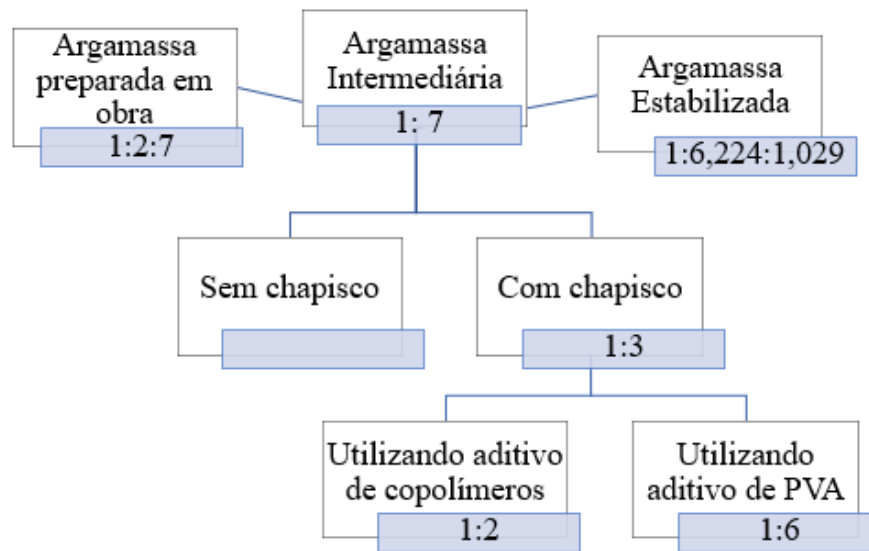 Argamassa
preparada em
obra
1:2:7
Argamassa
Intermediária
1: 7
Argamassa
Estabilizada
1:6,224:1,029
Sem chapisco
Com chapisco
1:3
Utilizando aditivo
de copolímeros
1:2
Utilizando
aditivo de PVA
1:6